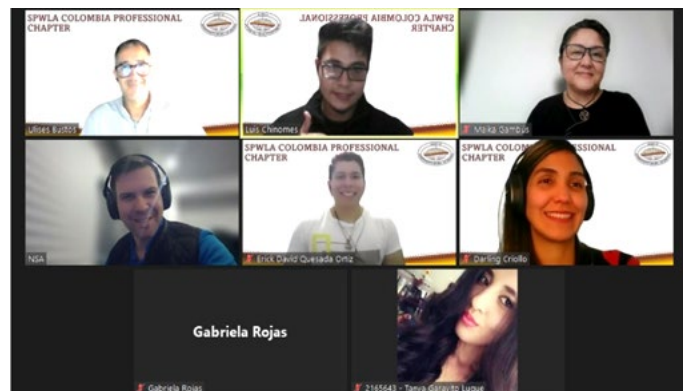 SPWLA COLOMBIA PROFESSIONAL
CHAPTER
Ulises Bustos
SPWLA COLOMBIA PROFESSIONAL
CHAPTER
Luis Chinomes
Maika Gambús
NSA
SPWLA COLOMBIA PROFESSIONAL
CHAPTER
Erick David Quesada Ortiz
SPWLA COLOMBIA PROFESSIONAL
CHAPTER
Darling Criollo
Gabriela Rojas
Gabriela Rojas
2165643 - Tanya Garavito Luque